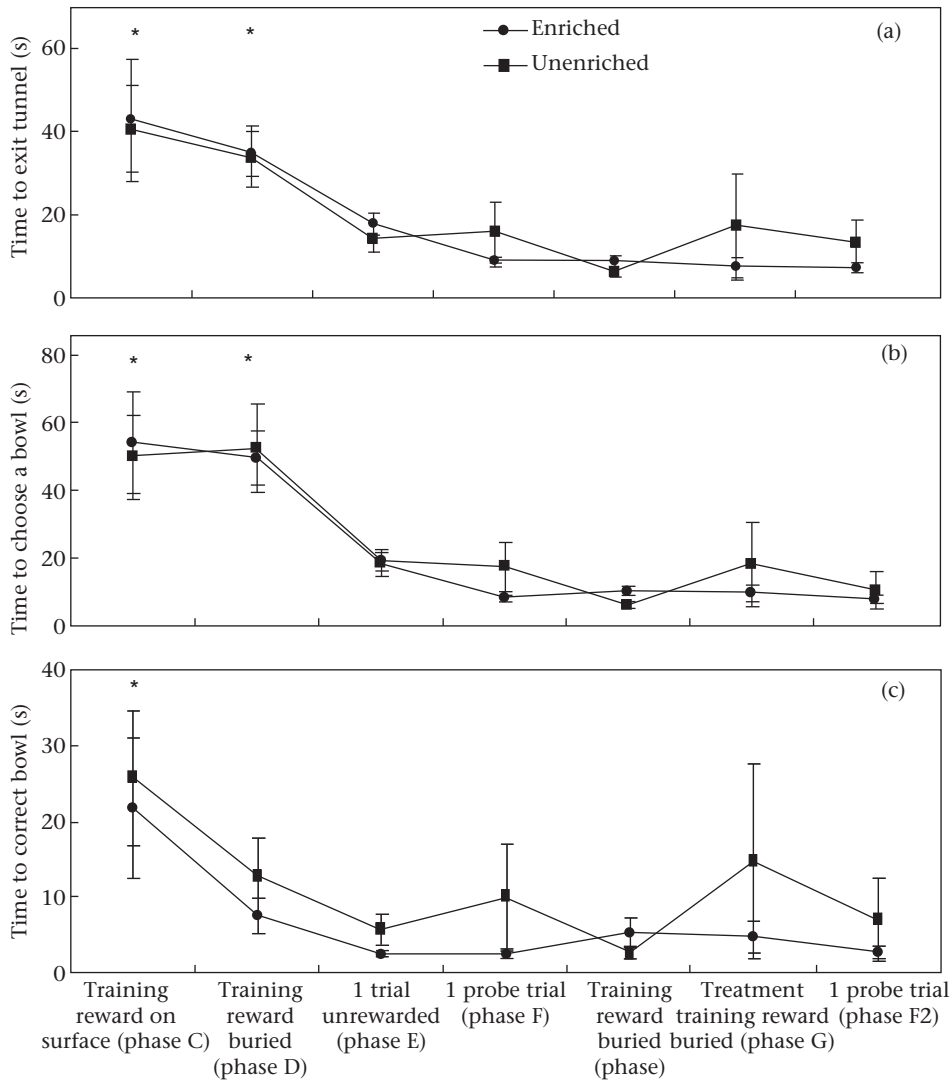 (a)
Enriched
Unenriched
* *
Time to exit tunnel (s)
60
40
20
0
(b)
* *
Time to choose a bowl (s)
80
60
40
20
0
(c)
*
Time to correct bowl (s)
40
30
20
10
0
Training
reward on
surface (phase C)
Training
reward
buried
(phase D)
1 trial
unrewarded
(phase E)
1 probe trial
(phase F)
Training
reward
buried
(phase)
Treatment
training reward
buried (phase G)
1 probe trial
(phase F2)